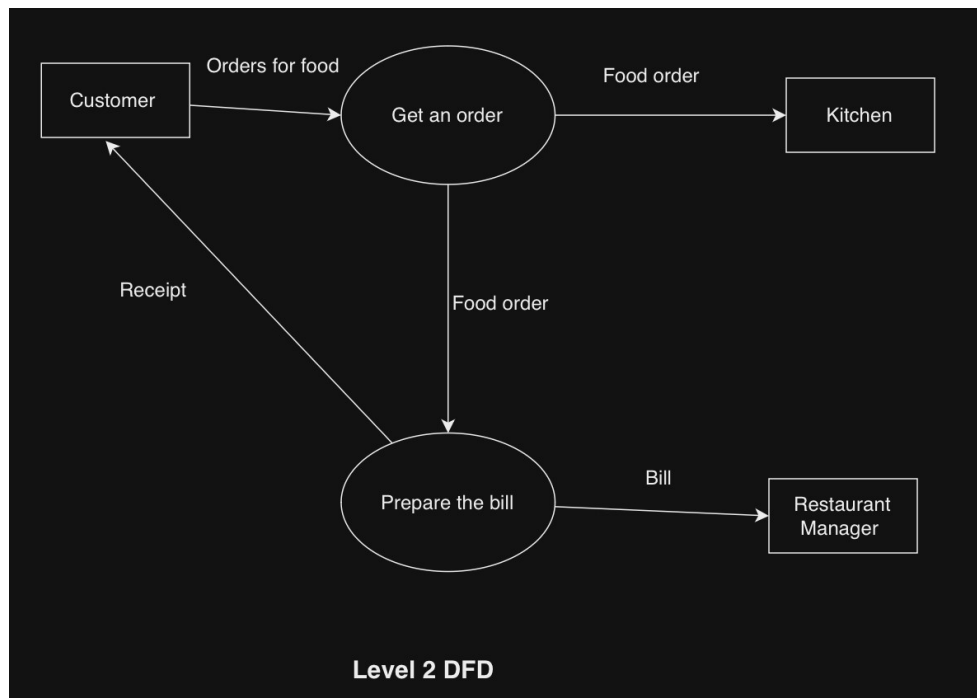 Orders for food
Food order
Customer
Get an order
Kitchen
Receipt
Food order
Bill
Prepare the bill
Restaurant
Manager
Level 2 DFD